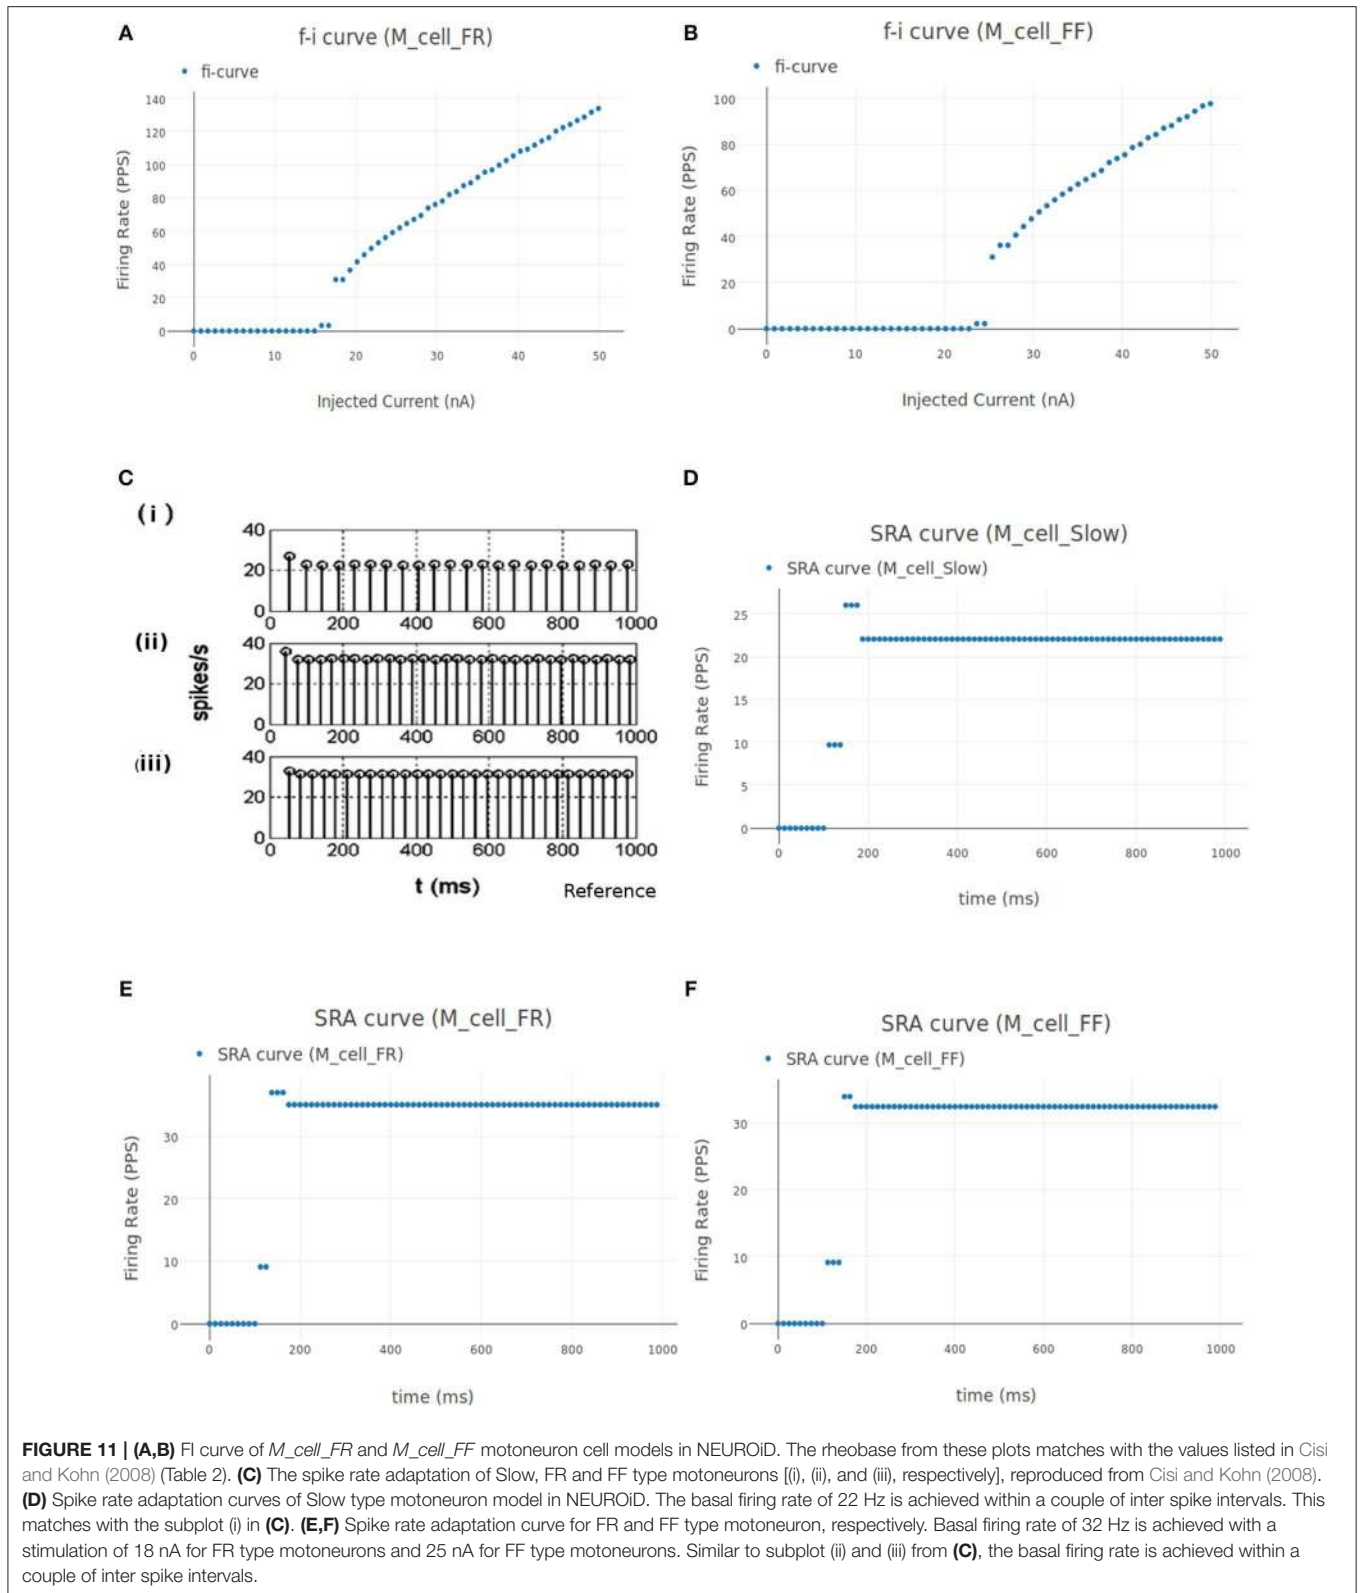 A
f-i curve (M_cell_FR)
fi-curve
140
120
100
80
60
40
20
0
Firing Rate (PPS)
0 10 20 30 40 50
Injected Current (nA)
B
f-i curve (M_cell_FF)
fi-curve
100
80
60
40
20
0
Firing Rate (PPS)
0 10 20 30 40 50
Injected Current (nA)
C
(i)
40
20
0
0 200 400 600 800 1000
(ii)
40
20
0
0 200 400 600 800 1000
spikes/s
(iii)
40
20
0
0 200 400 600 800 1000
t (ms)
Reference
D
SRA curve (M_cell_Slow)
SRA curve (M_cell_Slow)
25
20
15
10
5
0
Firing Rate (PPS)
0 200 400 600 800 1000
time (ms)
E
SRA curve (M_cell_FR)
SRA curve (M_cell_FR)
30
20
10
0
Firing Rate (PPS)
0 200 400 600 800 1000
time (ms)
F
SRA curve (M_cell_FF)
SRA curve (M_cell_FF)
30
20
10
0
Firing Rate (PPS)
0 200 400 600 800 1000
time (ms)
FIGURE 11 | (A,B) FI curve of M_cell_FR and M_cell_FF motoneuron cell models in NEUROiD. The rheobase from these plots matches with the values listed in Cisi
and Kohn (2008) (Table 2). (C) The spike rate adaptation of Slow, FR and FF type motoneurons [(i), (ii), and (iii), respectively], reproduced from Cisi and Kohn (2008).
(D) Spike rate adaptation curves of Slow type motoneuron model in NEUROiD. The basal firing rate of 22 Hz is achieved within a couple of inter spike intervals. This
matches with the subplot (i) in (C). (E,F) Spike rate adaptation curve for FR and FF type motoneuron, respectively. Basal firing rate of 32 Hz is achieved with a
stimulation of 18 nA for FR type motoneurons and 25 nA for FF type motoneurons. Similar to subplot (ii) and (iii) from (C), the basal firing rate is achieved within a
couple of inter spike intervals.